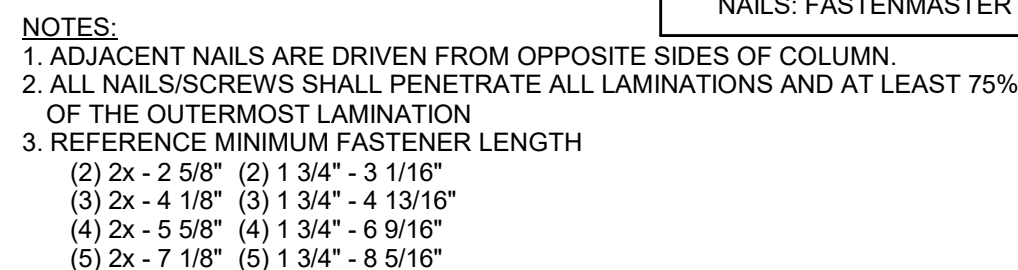 NAILS: FASTENMASTER
NOTES:
1. ADJACENT NAILS ARE DRIVEN FROM OPPOSITE SIDES OF COLUMN.
2. ALL NAILS/SCREWS SHALL PENETRATE ALL LAMINATIONS AND AT LEAST 75%
OF THE OUTERMOST LAMINATION
3. REFERENCE MINIMUM FASTENER LENGTH
(2) 2x - 2 5/8" (2) 1 3/4" - 3 1/16"
(3) 2x - 4 1/8" (3) 1 3/4" - 4 13/16"
(4) 2x - 5 5/8" (4) 1 3/4" - 6 9/16"
(5) 2x - 7 1/8" (5) 1 3/4" - 8 5/16"